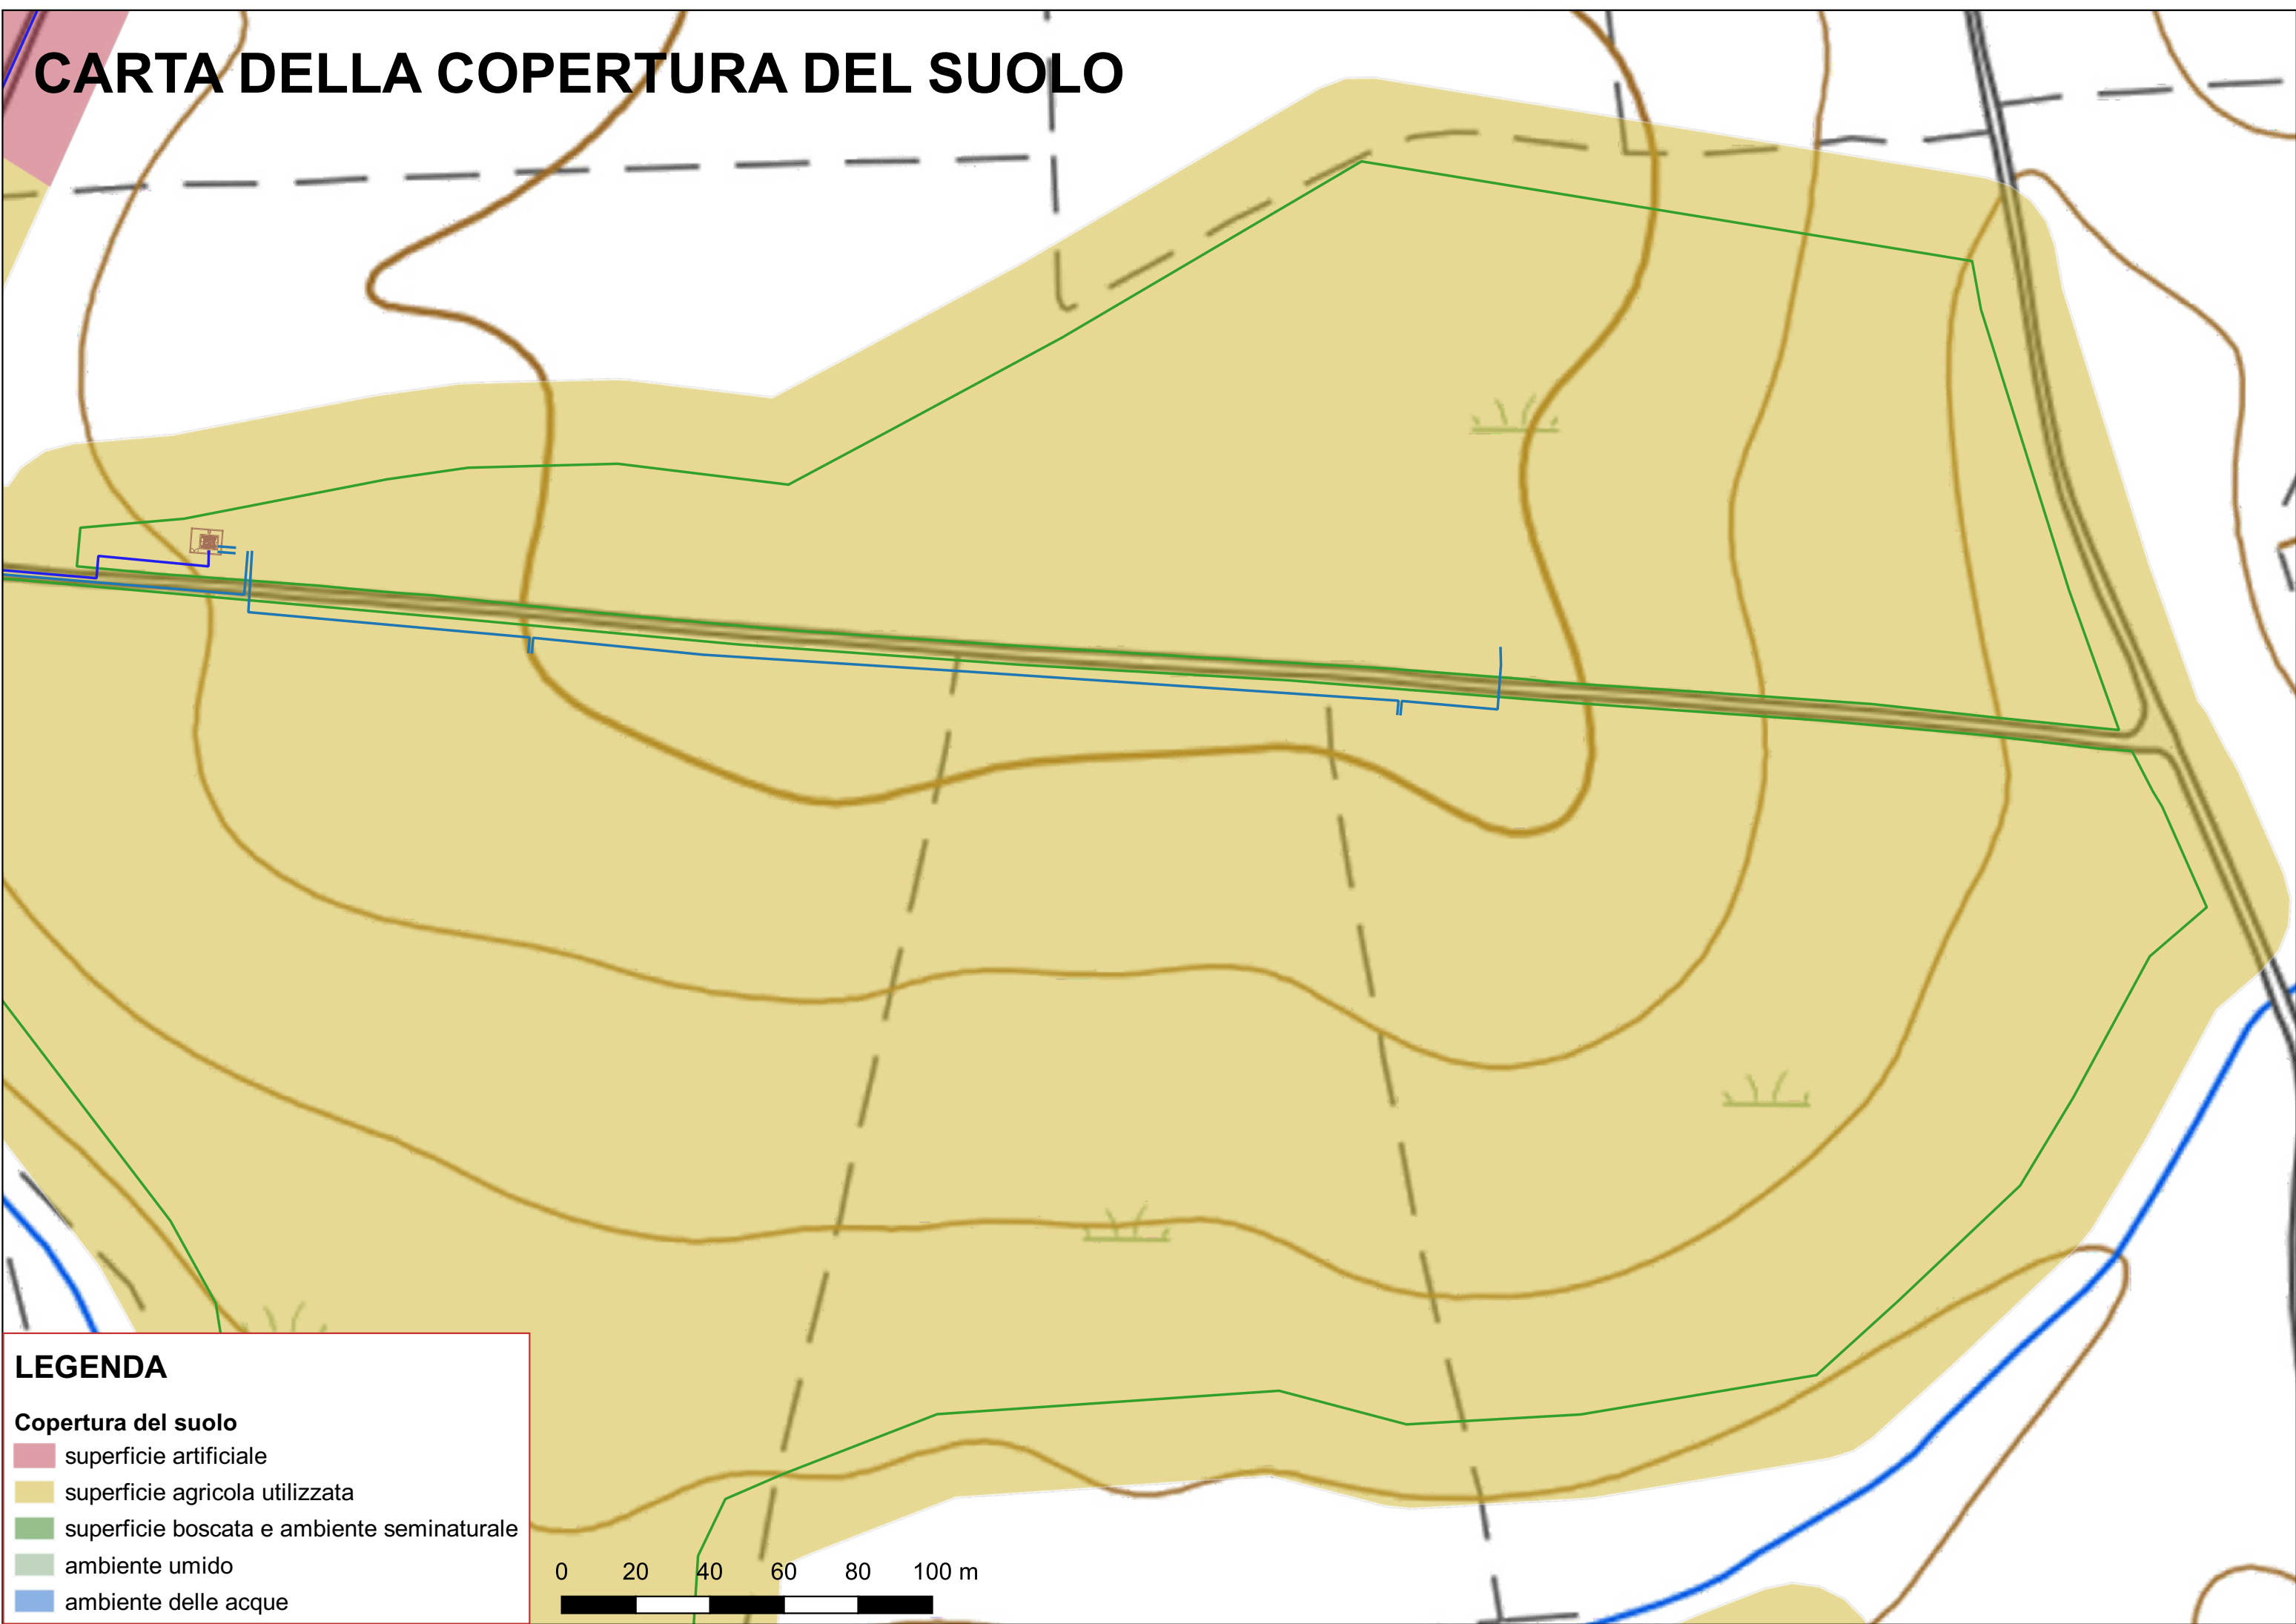 CARTA DELLA COPERTURA DEL SUOLO
LEGENDA
Copertura del suolo
superficie artificiale
superficie agricola utilizzata
superficie boscata e ambiente seminaturale
ambiente umido
ambiente delle acque
0 20 40 60 80 100 m